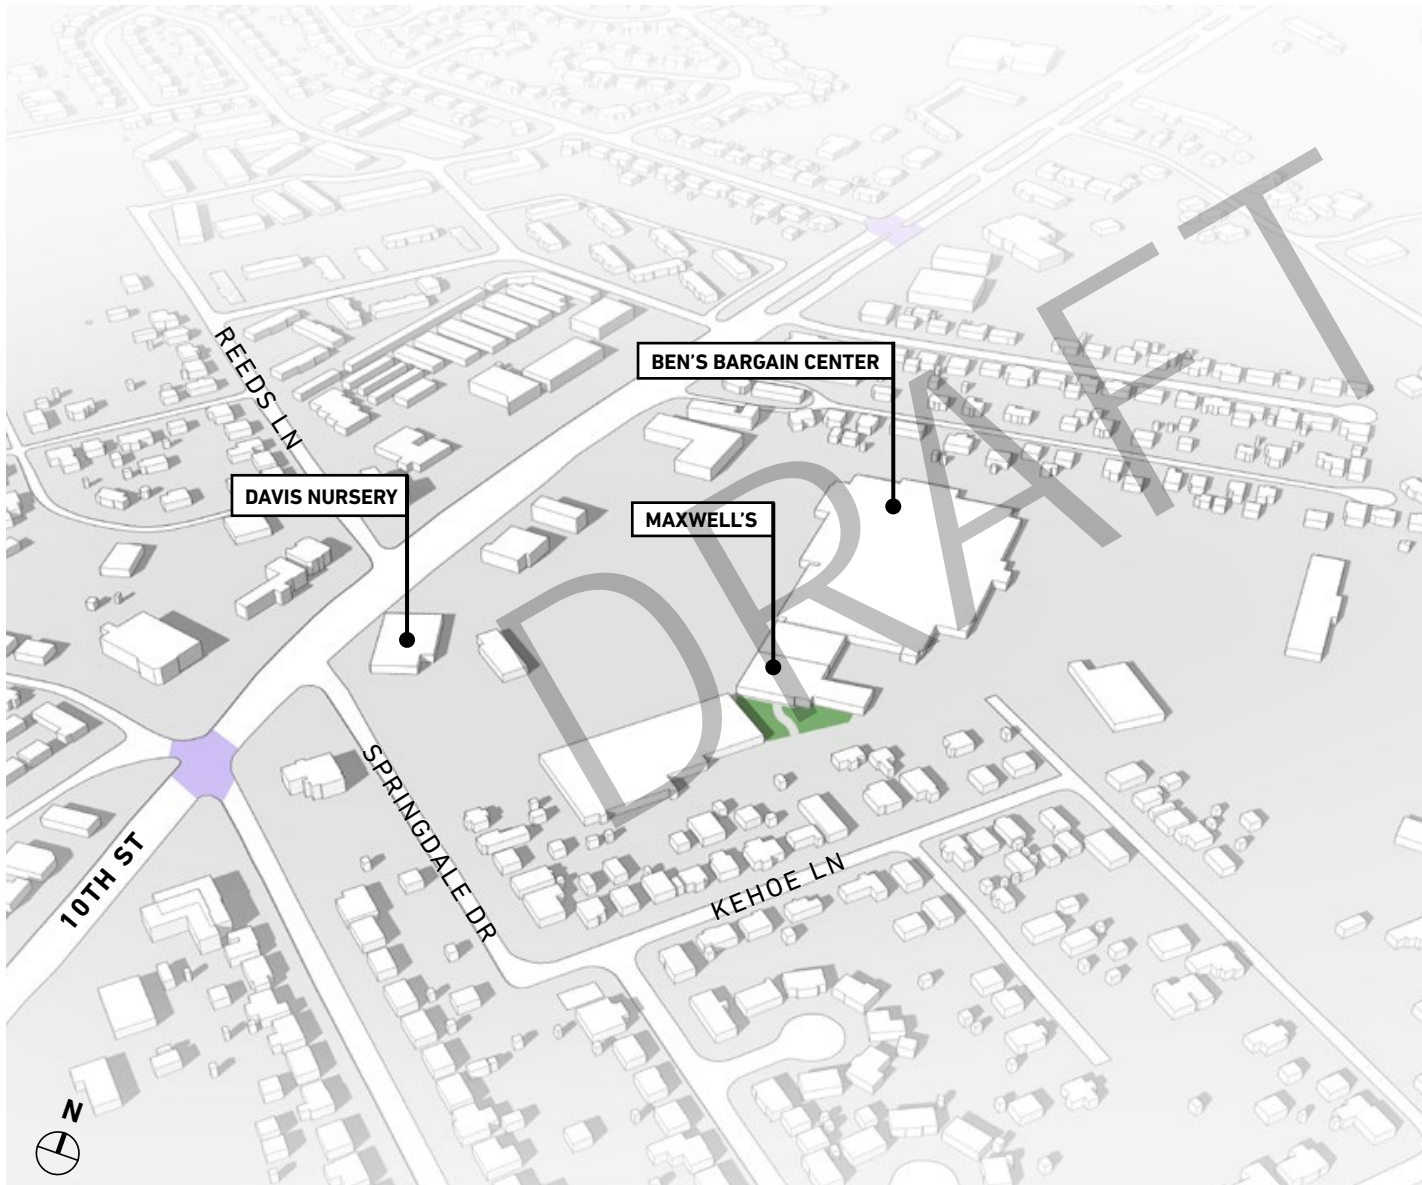 REEDS LN
BEN'S BARGAIN CENTER
DAVIS NURSERY
MAXWELL'S
DRAFT
SPRINGDALE DR
10TH ST
KEHOE LN
N